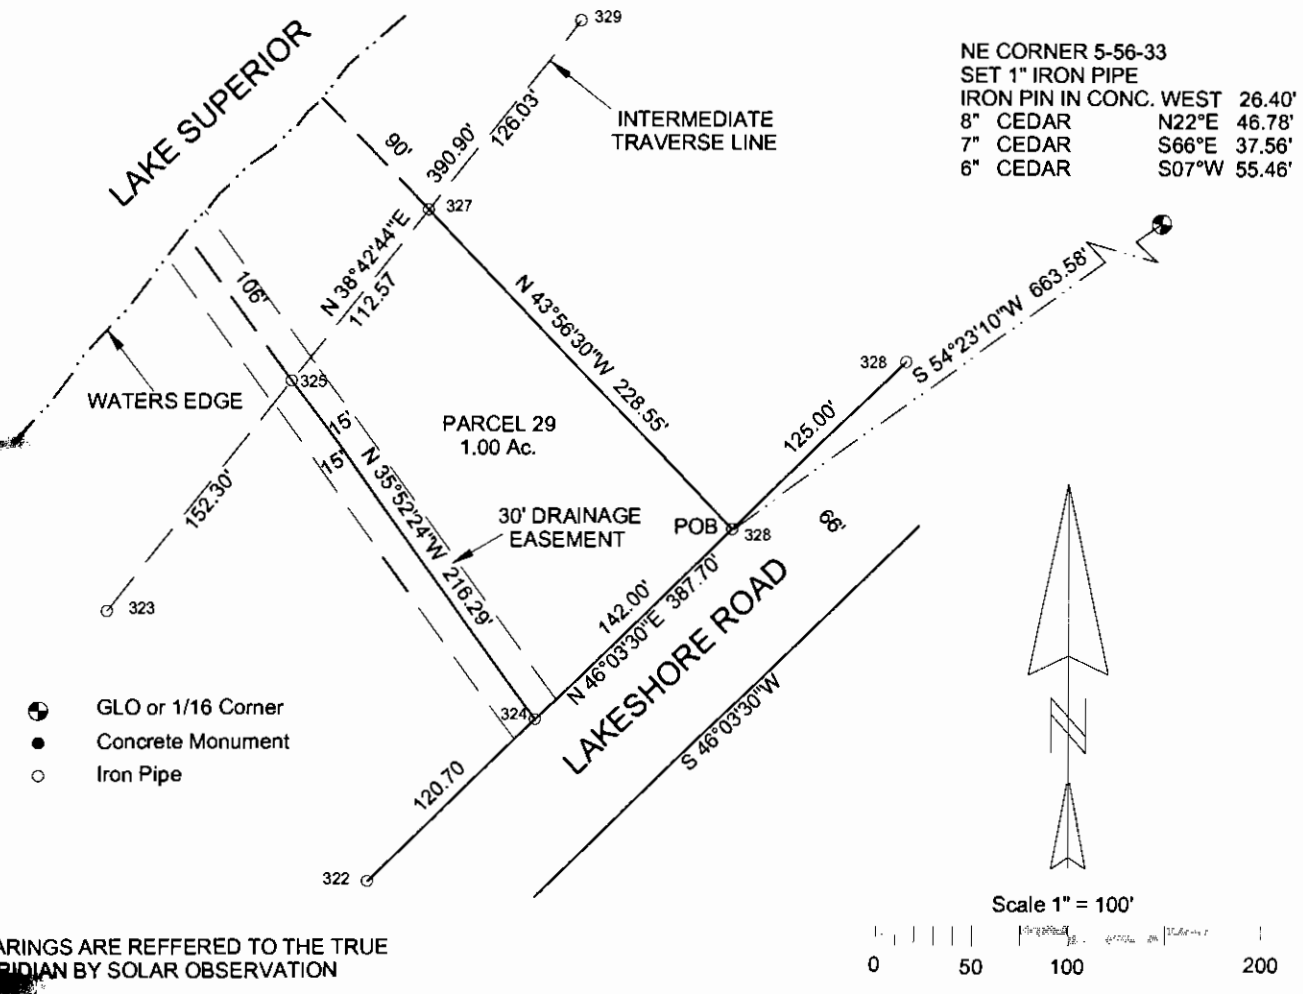 329
LAKE SUPERIOR
NE CORNER 5-56-33
SET 1" IRON PIPE
IRON PIN IN CONC. WEST 26.40'
8" CEDAR N22°E 46.78'
7" CEDAR S66°E 37.56'
6" CEDAR S07°W 55.46'
INTERMEDIATE
TRAVERSE LINE
126.03'
390.90'
90'
327
N 38°42'44"E
112.57
106'
N 43°56'30"W 228.55'
S 54°23'10"W 663.58'
328
325
WATERS EDGE
PARCEL 29
1.00 Ac.
125.00'
15'
15'
N 35°52'24"W 216.29'
152.30'
30' DRAINAGE
EASEMENT
POB
328
66'
323
142.00'
N 46°03'30"E 387.70'
LAKESHORE ROAD
S 46°03'30"W
324
120.70
322
GLO or 1/16 Corner
Concrete Monument
Iron Pipe
N
Scale 1" = 100'
0 50 100 200
ARINGS ARE REFFERED TO THE TRUE
RIDIAN BY SOLAR OBSERVATION